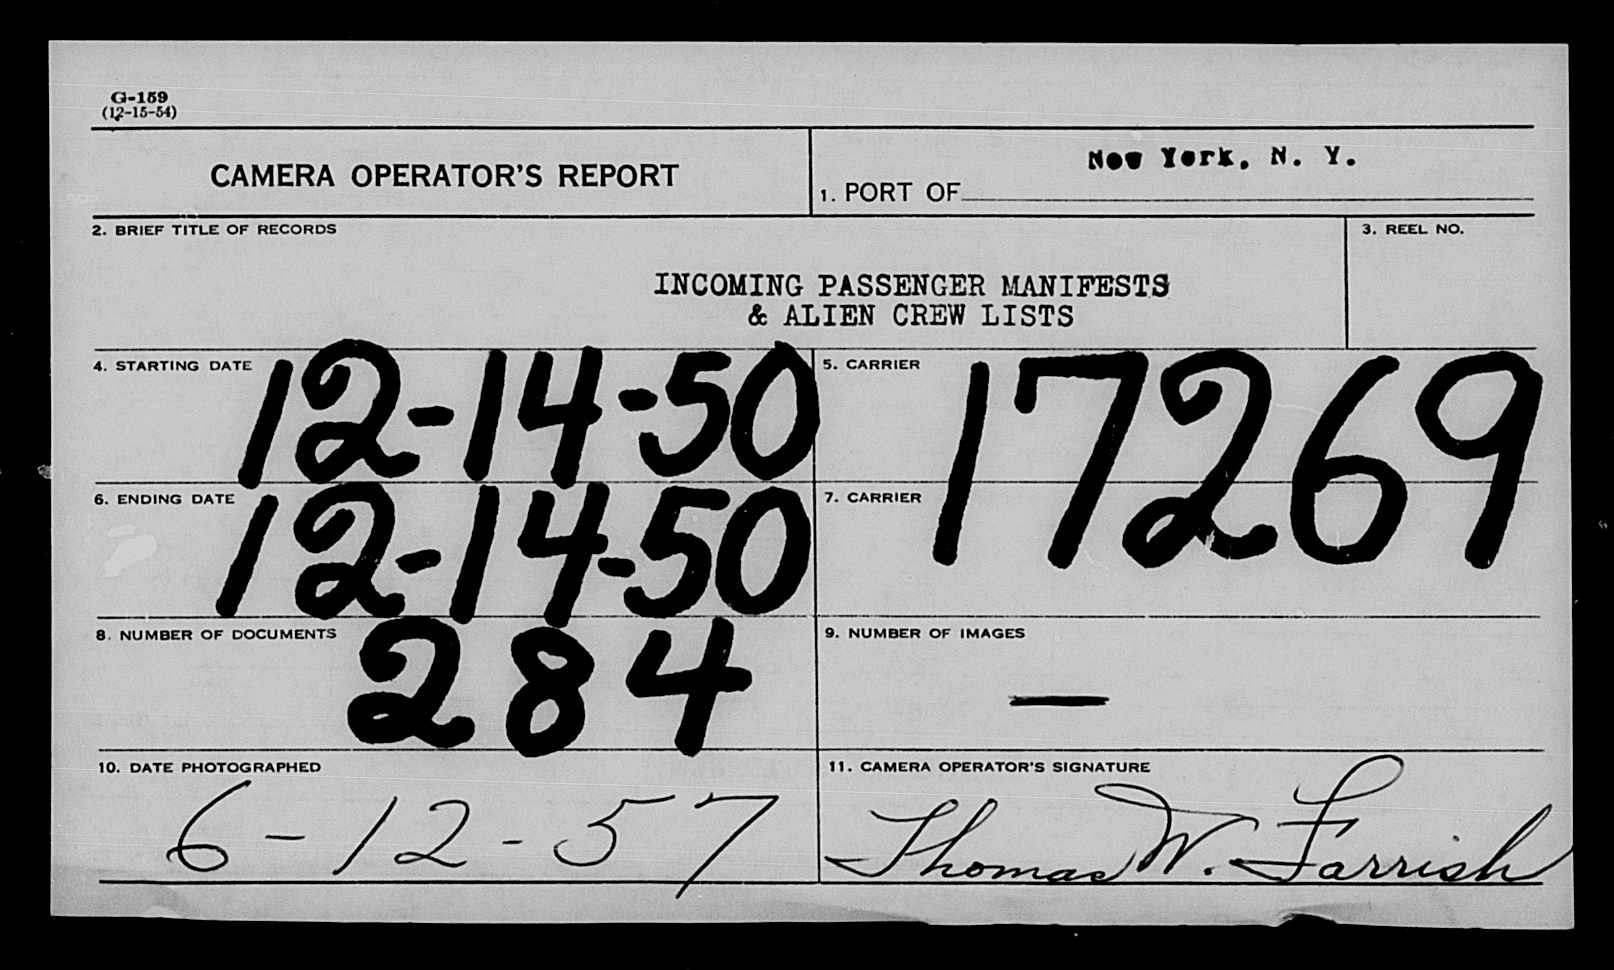 G-159
(12-15-54)
CAMERA OPERATOR'S REPORT
1. PORT OF New York, N. Y.
2. BRIEF TITLE OF RECORDS
INCOMING PASSENGER MANIFESTS
& ALIEN CREW LISTS
3. REEL NO.
4. STARTING DATE 12-14-50
5. CARRIER 17269
6. ENDING DATE 12-14-50
7. CARRIER
8. NUMBER OF DOCUMENTS 284
9. NUMBER OF IMAGES —
10. DATE PHOTOGRAPHED
6-12-57
11. CAMERA OPERATOR'S SIGNATURE
Thomas W. Farrish